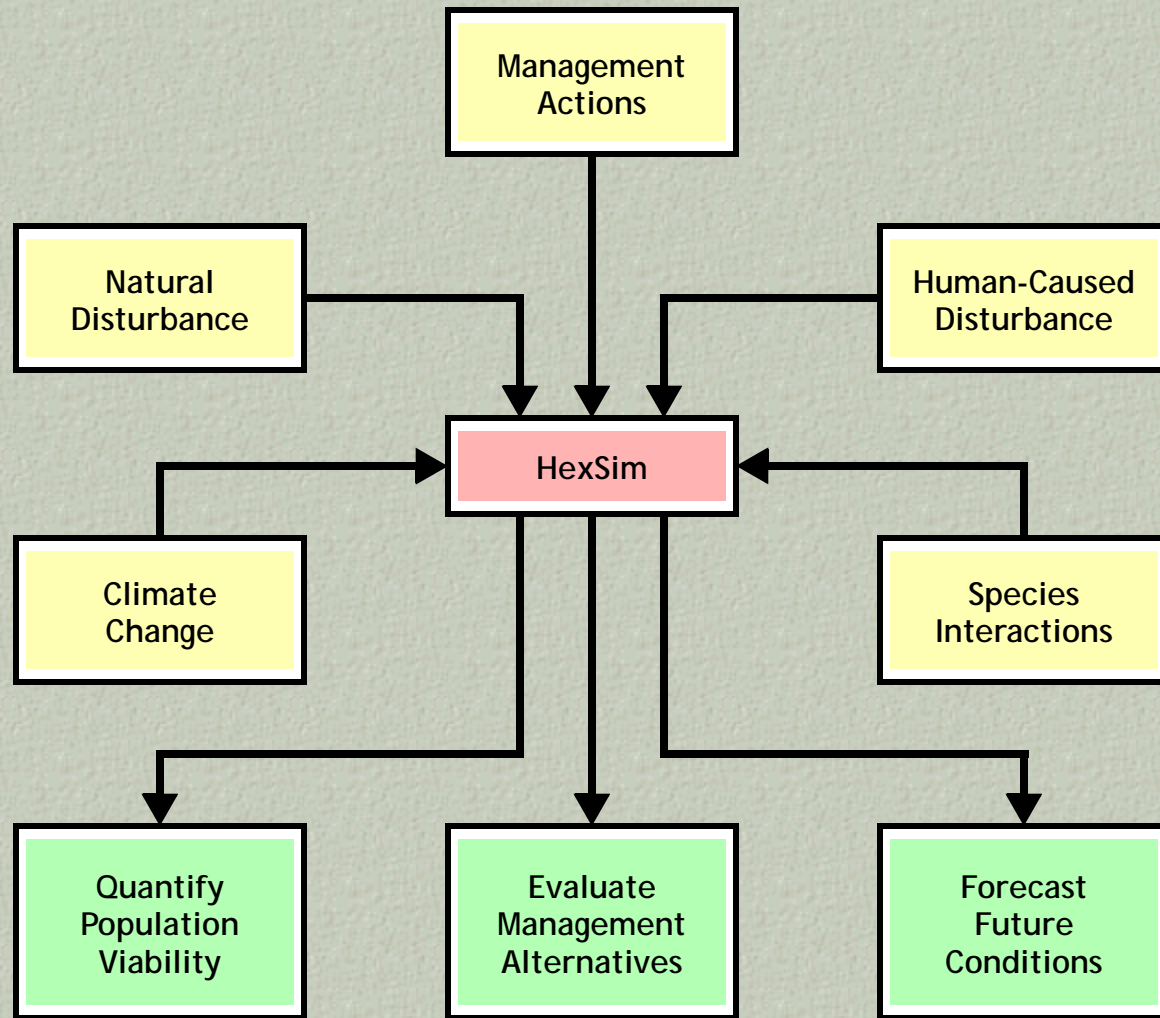 Management
Actions
Natural
Disturbance
Human-Caused
Disturbance
HexSim
Climate
Change
Species
Interactions
Quantify
Population
Viability
Evaluate
Management
Alternatives
Forecast
Future
Conditions